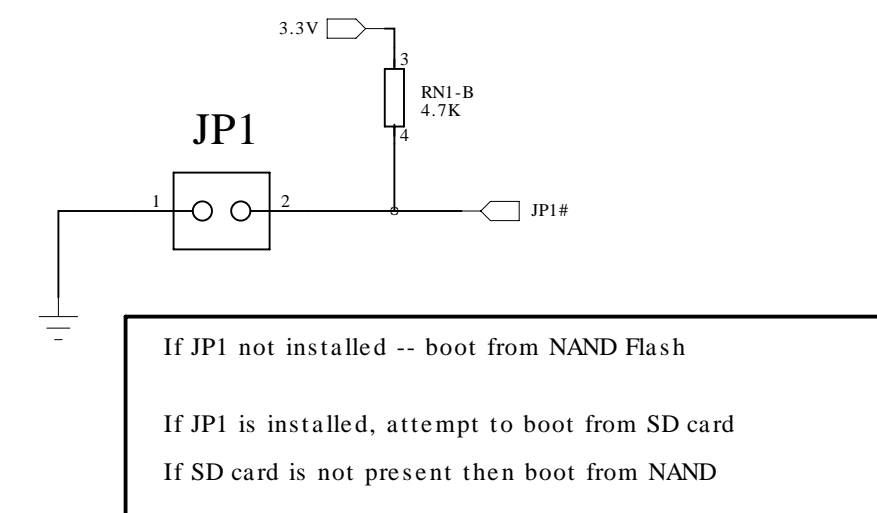 3.3V
3
RN1-B
4.7K
4
JP1
1
2
JP1#
If JP1 not installed -- boot from NAND Flash
If JP1 is installed, attempt to boot from SD card
If SD card is not present then boot from NAND